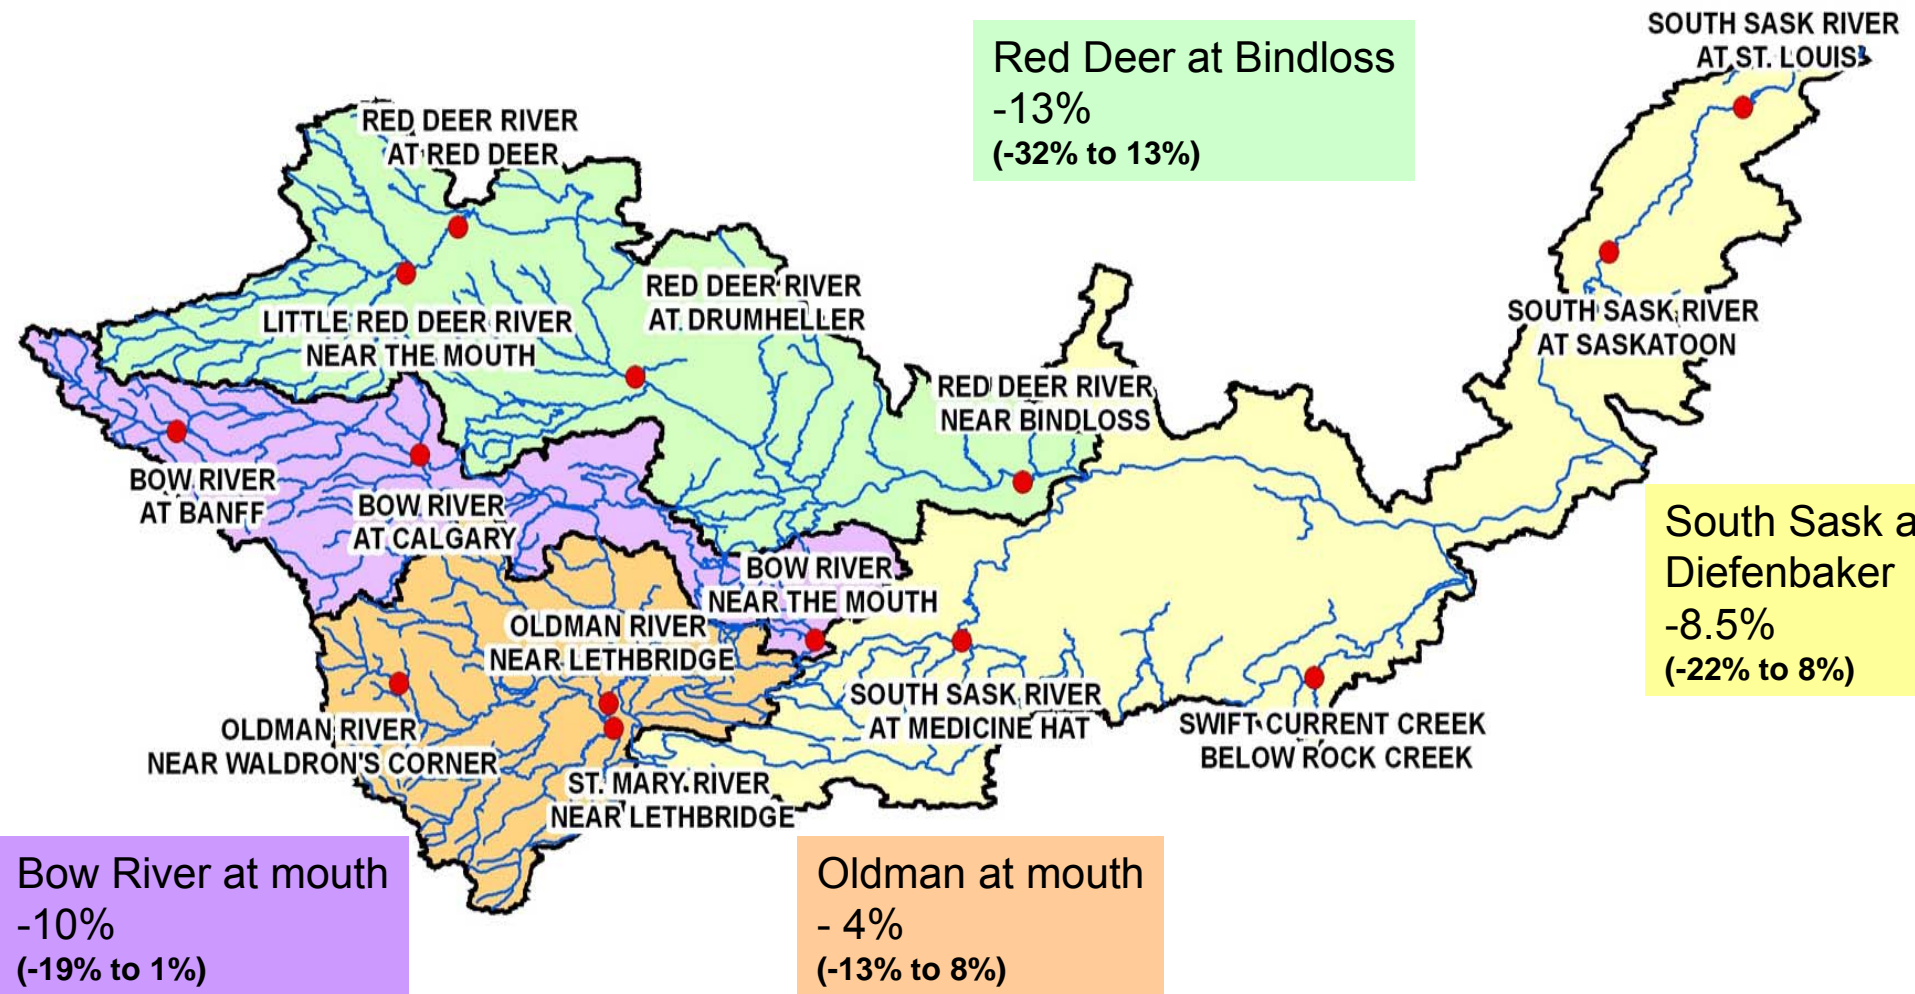 SOUTH SASK RIVER
AT ST. LOUIS
Red Deer at Bindloss
-13%
(-32% to 13%)
RED DEER RIVER
AT RED DEER
RED DEER RIVER
AT DRUMHELLER
LITTLE RED DEER RIVER
NEAR THE MOUTH
SOUTH SASK RIVER
AT SASKATOON
RED DEER RIVER
NEAR BINDLOSS
BOW RIVER
AT BANFF
BOW RIVER
AT CALGARY
South Sask a
Diefenbaker
-8.5%
(-22% to 8%)
BOW RIVER
NEAR THE MOUTH
OLDMAN RIVER
NEAR LETHBRIDGE
SOUTH SASK RIVER
AT MEDICINE HAT
SWIFT CURRENT CREEK
BELOW ROCK CREEK
OLDMAN RIVER
NEAR WALDRON'S CORNER
ST. MARY RIVER
NEAR LETHBRIDGE
Bow River at mouth
-10%
(-19% to 1%)
Oldman at mouth
- 4%
(-13% to 8%)